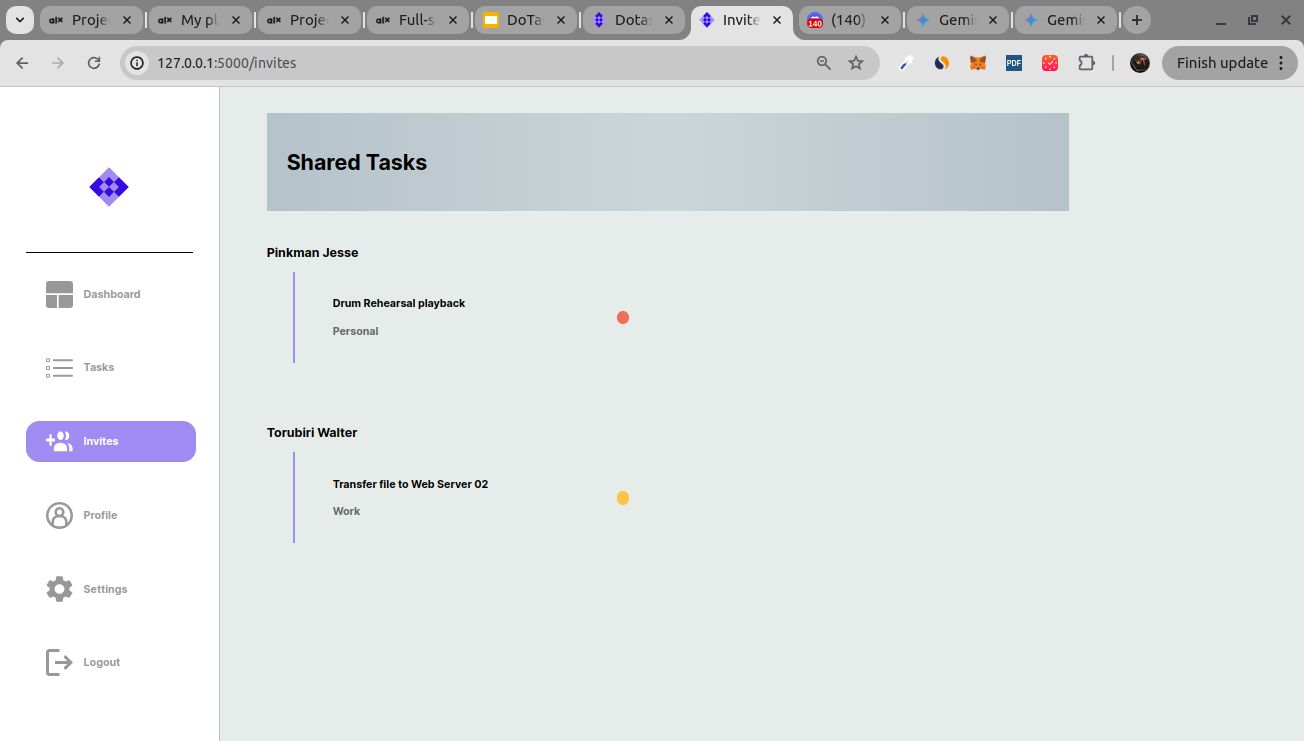 alx Proje
alx My pl
alx Proje
alx Full-s
DoTa
Dotas
Invite
140 (140)
Gemi
Gemi
127.0.0.1:5000/invites
PDF
Finish update
Shared Tasks
Pinkman Jesse
Drum Rehearsal playback
Personal
Torubiri Walter
Transfer file to Web Server 02
Work
Dashboard
Tasks
Invites
Profile
Settings
Logout